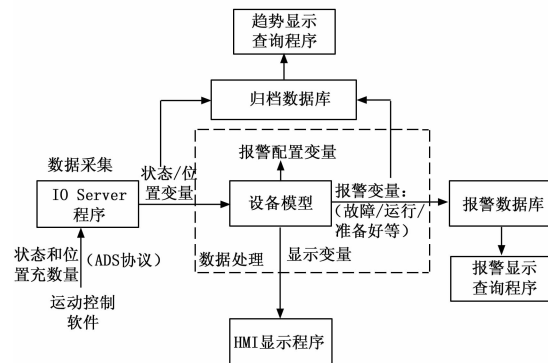 趋势显示
查询程序
归档数据库
数据采集
状态/位
置变量
报警配置变量
IO Server
程序
设备模型
报警变量:
(故障/运行/
准备好等)
报警数据库
状态和位
置充数量
(ADS协议)
数据处理
显示变量
报警显示
查询程序
运动控制
软件
HMI显示程序